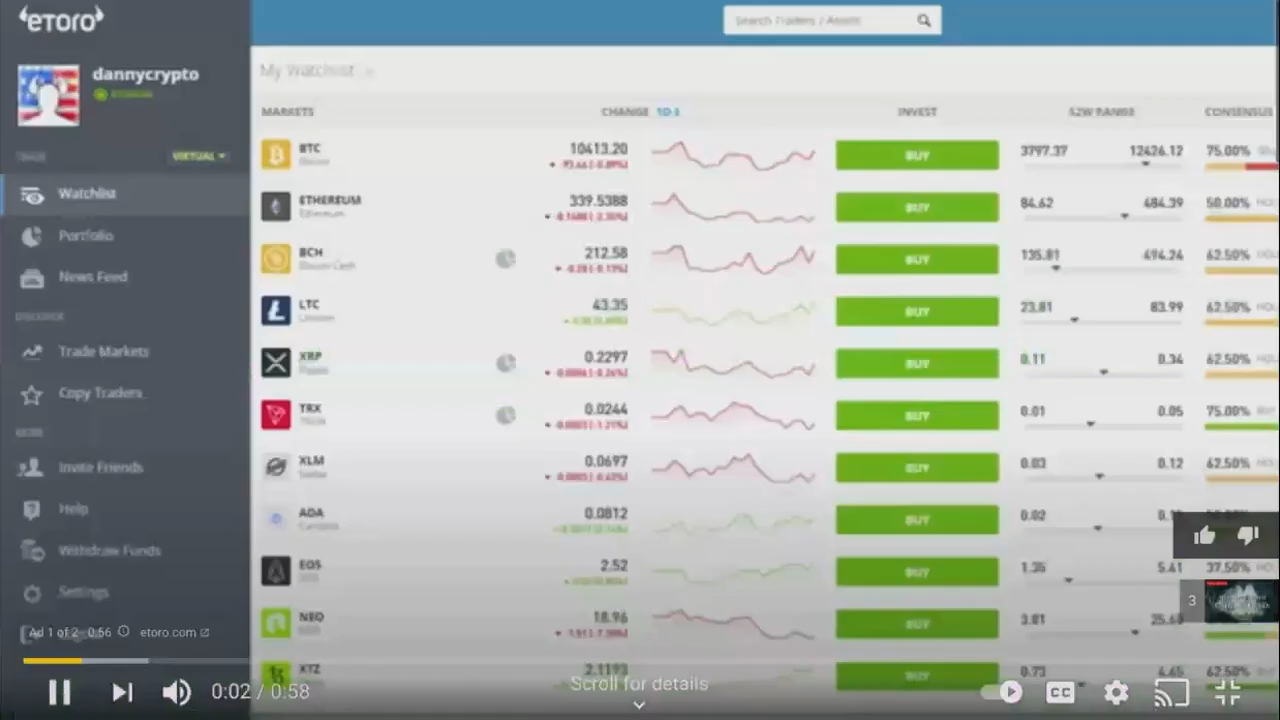 eToro
Search Traders / Assets
dannycrypto
VIRTUAL
Watchlist
Portfolio
News Feed
DISCOVER
Trade Markets
Copy Traders
MORE
Invite Friends
Help
Withdraw Funds
Settings
My Watchlist
MARKETS CHANGE INVEST 52W RANGE CONSENSUS
BTC 10413.20 BUY 3797.37 12426.12 75.00%
Bitcoin
ETHEREUM 339.5388 BUY 84.62 484.39 50.00%
Ethereum
BCH 212.58 BUY 135.81 494.24 62.50%
Bitcoin Cash
LTC 43.35 BUY 23.81 83.99 62.50%
XRP 0.2297 BUY 0.11 0.34 62.50%
TRX 0.0244 BUY 0.01 0.05 75.00%
XLM 0.0697 BUY 0.03 0.12 62.50%
ADA 0.0812 BUY 0.02
EOS 2.52 BUY 1.35 5.41 37.50%
NEO 18.96 BUY 3.81
XTZ 2.1193 BUY 0.73 4.45 62.50%
3
Ad 1 of 2 · 0:56 etoro.com
0:02 / 0:58
Scroll for details
CC